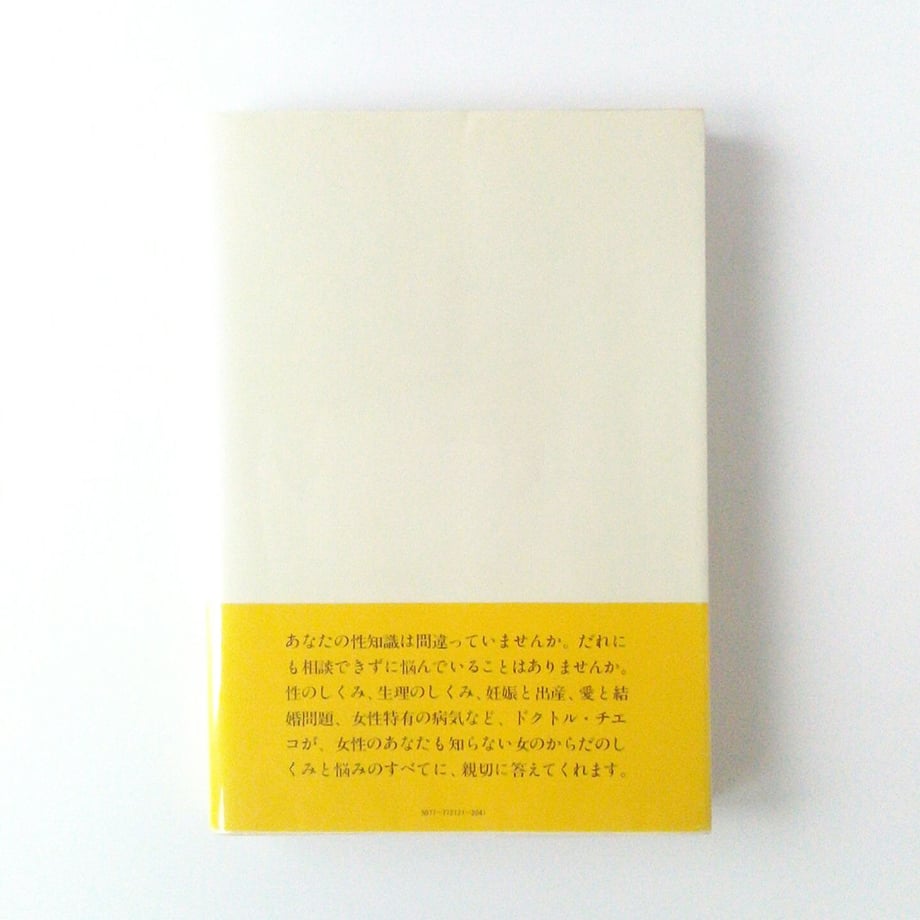 あなたの性知識は間違っていませんか。だれに
も相談できずに悩んでいることはありませんか。
性のしくみ、生理のしくみ、妊娠と出産、愛と結
婚問題、女性特有の病気など、ドクトル・チエ
コが、女性のあなたも知らない女のからだのし
くみと悩みのすべてに、親切に答えてくれます。